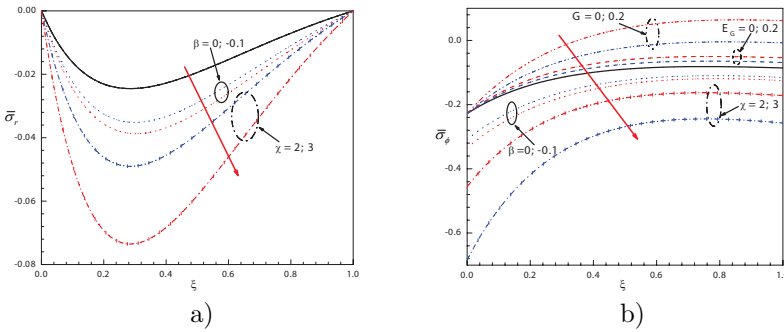 0.00
-0.02
-0.04
-0.06
-0.08
σ̅r
β=0; -0.1
χ = 2; 3
0.0 0.2 0.4 0.6 0.8 1.0
ξ
a)
0.0
-0.2
-0.4
-0.6
σ̅ϕ
G = 0; 0.2
E_G = 0; 0.2
β=0; -0.1
χ = 2; 3
0.0 0.2 0.4 0.6 0.8 1.0
ξ
b)